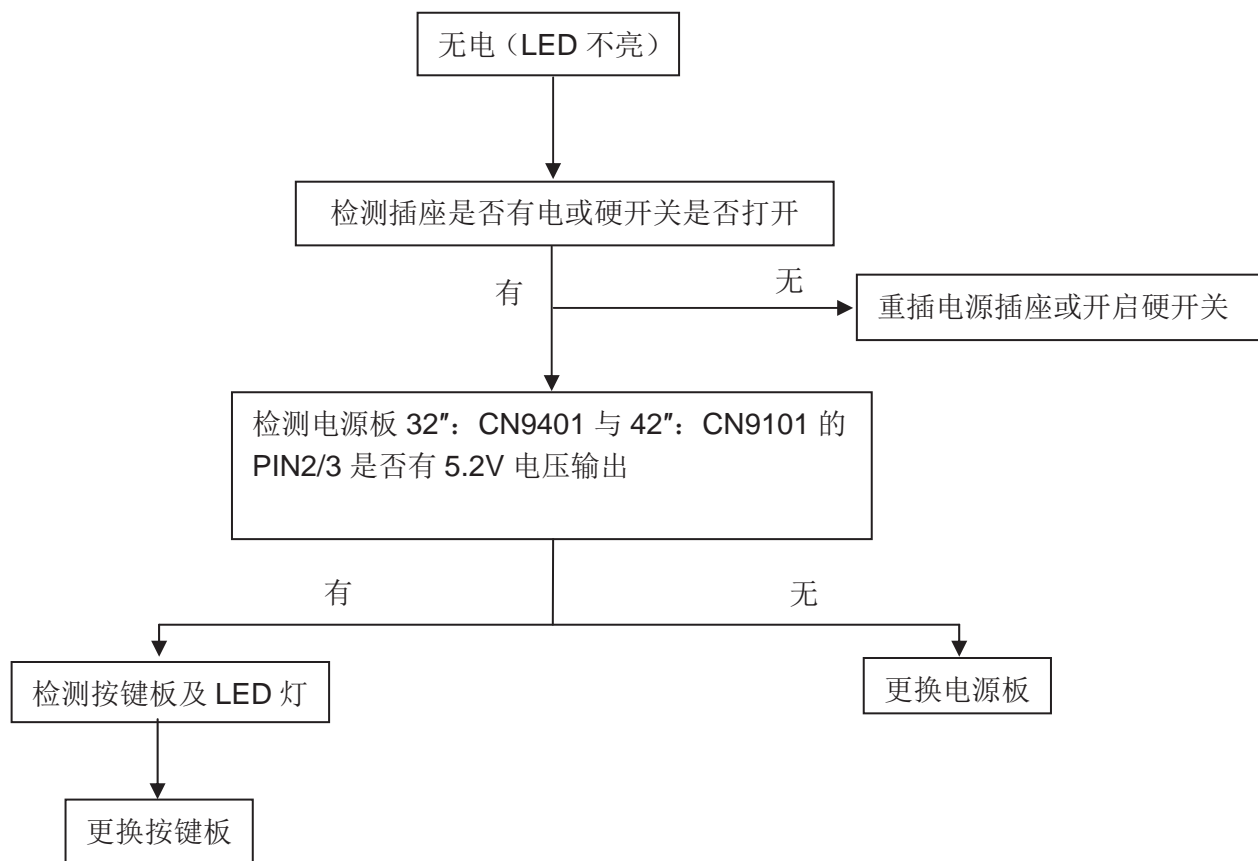 无电（LED 不亮）
检测插座是否有电或硬开关是否打开
有
无
重插电源插座或开启硬开关
检测电源板 32″：CN9401 与 42″：CN9101 的
PIN2/3 是否有 5.2V 电压输出
有
无
检测按键板及 LED 灯
更换电源板
更换按键板